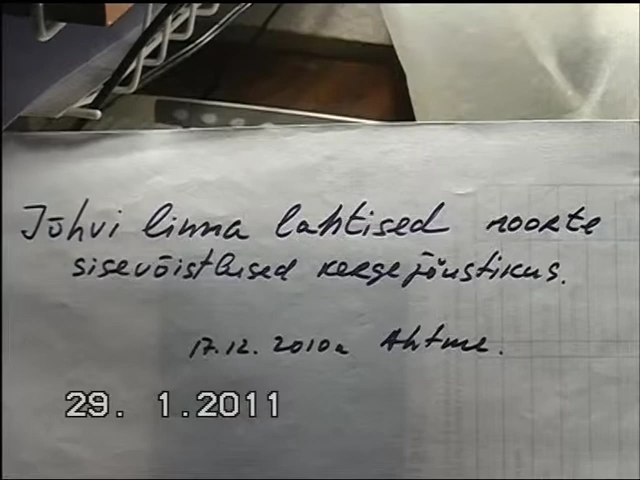 Jõhvi linna lahtised noorte
sisevõistlused kergejõustikus.
17.12.2010a Ahtme.
29. 1.2011